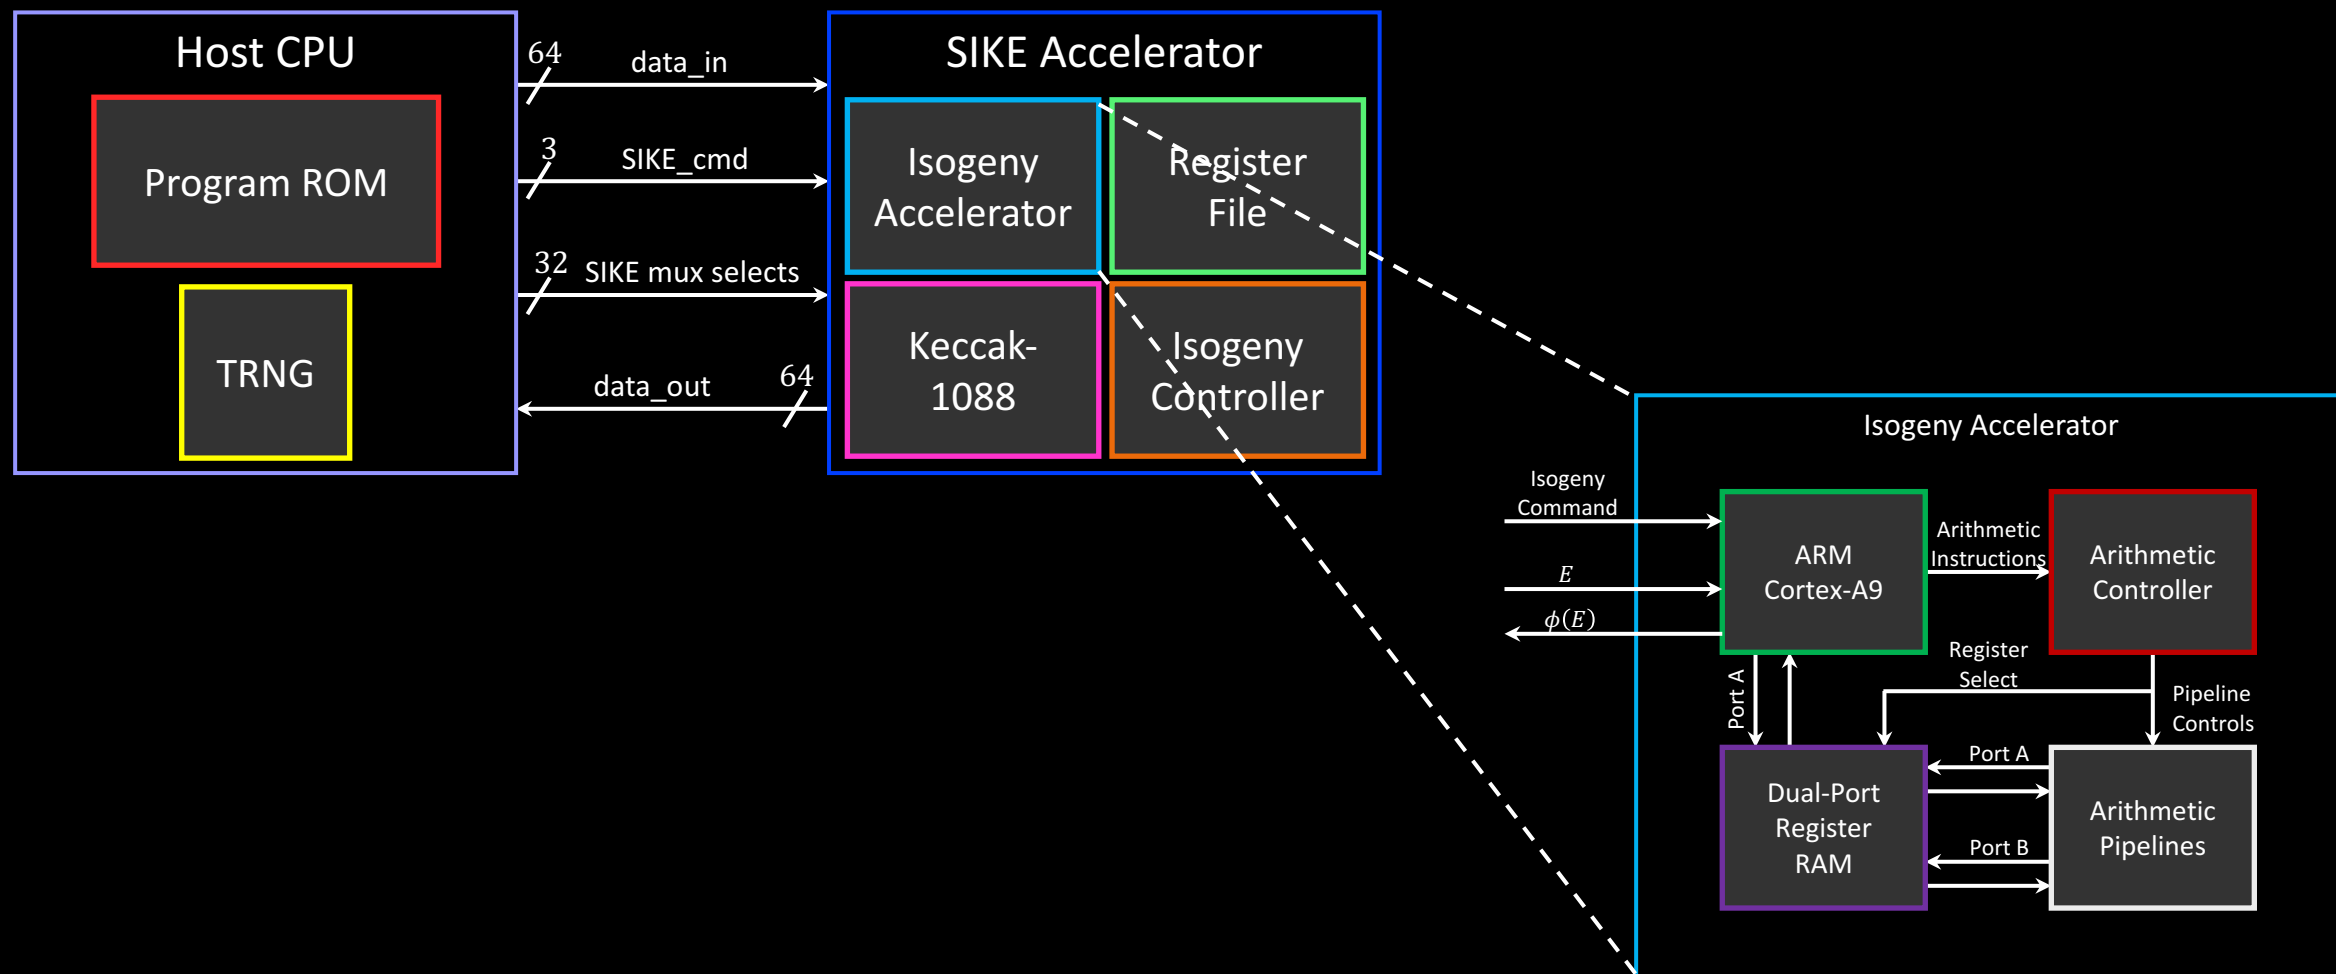 Host CPU
Program ROM
TRNG
64
data_in
3
SIKE_cmd
32
SIKE mux selects
64
data_out
SIKE Accelerator
Isogeny
Accelerator
Register
File
Keccak-
1088
Isogeny
Controller
Isogeny Accelerator
Isogeny
Command
E
ϕ(E)
ARM
Cortex-A9
Arithmetic
Instructions
Arithmetic
Controller
Port A
Register
Select
Pipeline
Controls
Dual-Port
Register
RAM
Port A
Port B
Arithmetic
Pipelines